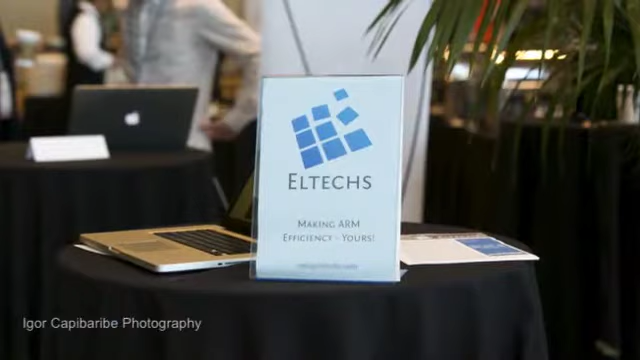 ELTECHS
MAKING ARM
EFFICIENCY - YOURS!
Igor Capibaribe Photography